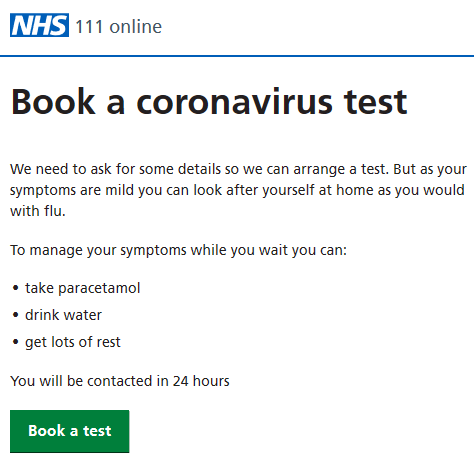 NHS 111 online
Book a coronavirus test
We need to ask for some details so we can arrange a test. But as your
symptoms are mild you can look after yourself at home as you would
with flu.
To manage your symptoms while you wait you can:
• take paracetamol
• drink water
• get lots of rest
You will be contacted in 24 hours
Book a test